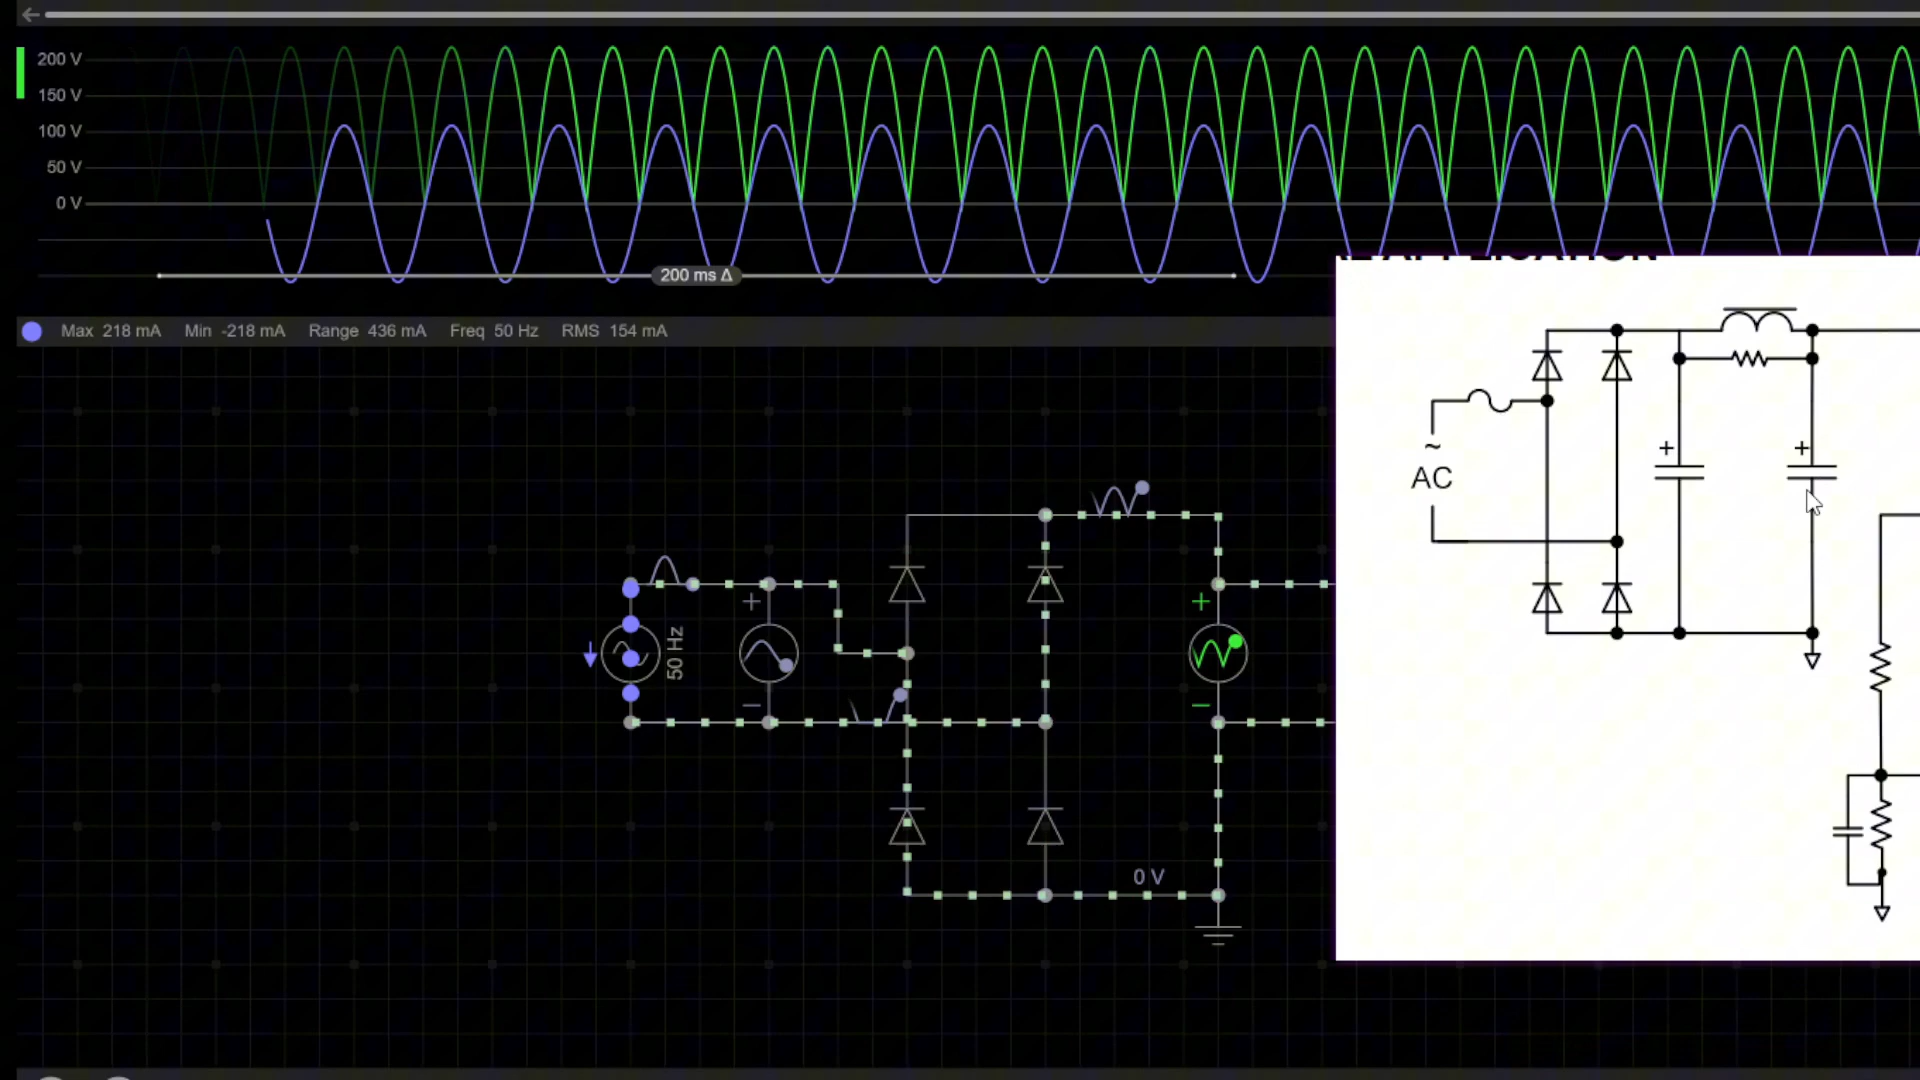 200 V
150 V
100 V
50 V
0 V
200 ms Δ
Max 218 mA Min -218 mA Range 436 mA Freq 50 Hz RMS 154 mA
APPLICATION
+
+
~
AC
+
50 Hz
+
−
−
0 V